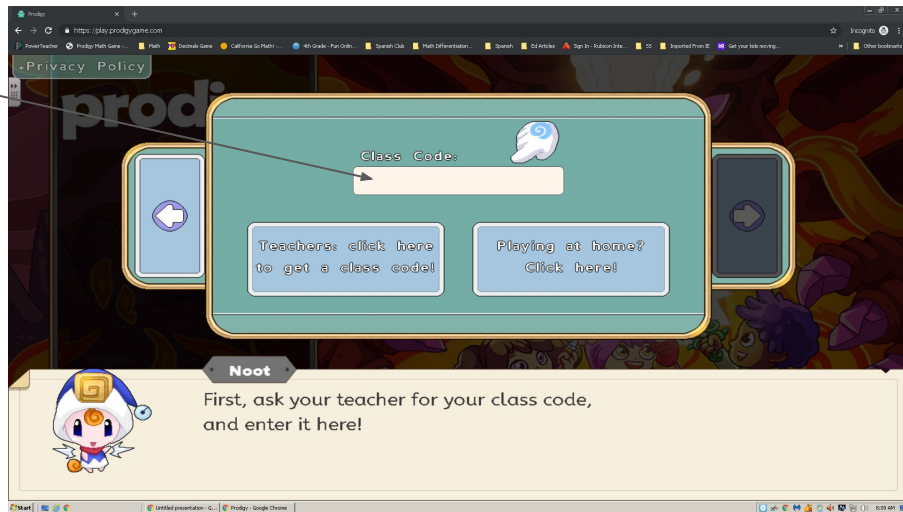 Prodigy
https://play.prodigygame.com
Incognito
PowerTeacher
Prodigy Math Game -...
Math
Decimals Game
California Go Math! -...
4th Grade - Fun Onlin...
Spanish Club
Math Differentiation...
Spanish
Ed Articles
Sign In - Rubicon Inte...
SS
Imported From IE
Get your kids moving...
Other bookmarks
+Privacy Policy
prodi
Class Code:
Teachers: click here
to get a class code!
Playing at home?
Click here!
Noot
First, ask your teacher for your class code,
and enter it here!
Start
Untitled presentation - G...
Prodigy - Google Chrome